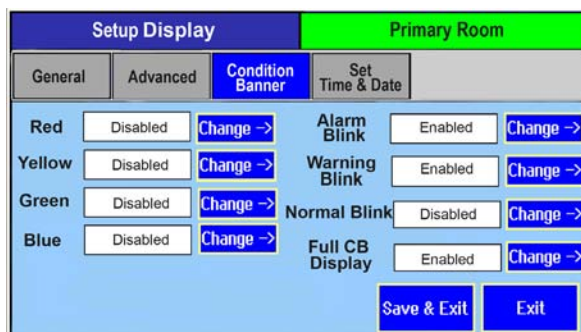 Setup Display
Primary Room
General
Advanced
Condition
Banner
Set
Time & Date
Red Disabled Change –>
Alarm
Blink Enabled Change –>
Yellow Disabled Change –>
Warning
Blink Enabled Change –>
Green Disabled Change –>
Normal Blink Disabled Change –>
Blue Disabled Change –>
Full CB
Display Enabled Change –>
Save & Exit
Exit